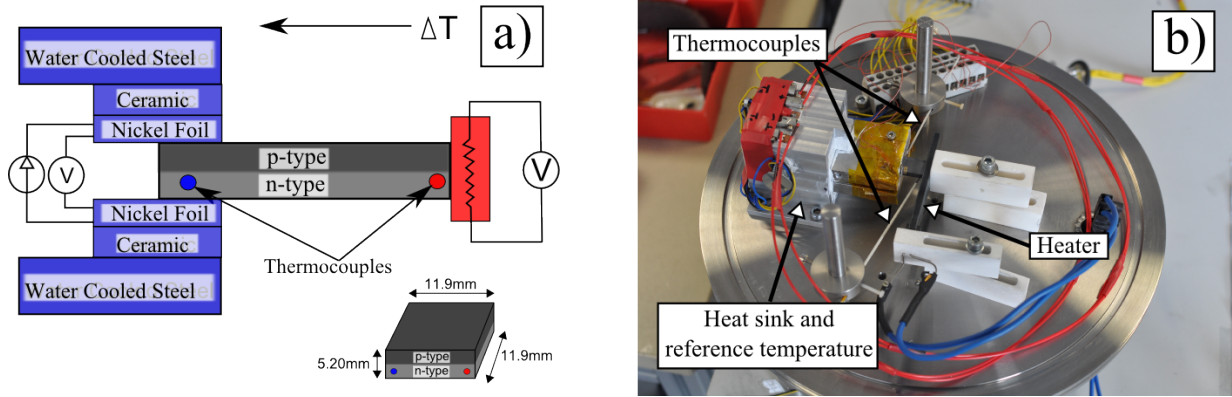 ΔT
a)
Water Cooled Steel
Ceramic
Nickel Foil
V
V
p-type
n-type
Nickel Foil
Ceramic
Water Cooled Steel
Thermocouples
11.9mm
5.20mm
p-type
n-type
11.9mm
b)
Thermocouples
Heater
Heat sink and
reference temperature